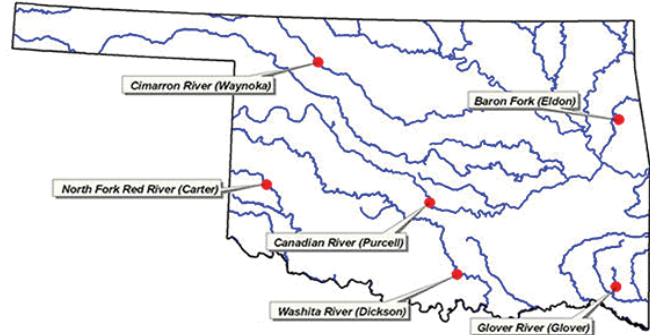 Cimarron River (Waynoka)
Baron Fork (Eldon)
North Fork Red River (Carter)
Canadian River (Purcell)
Washita River (Dickson)
Glover River (Glover)